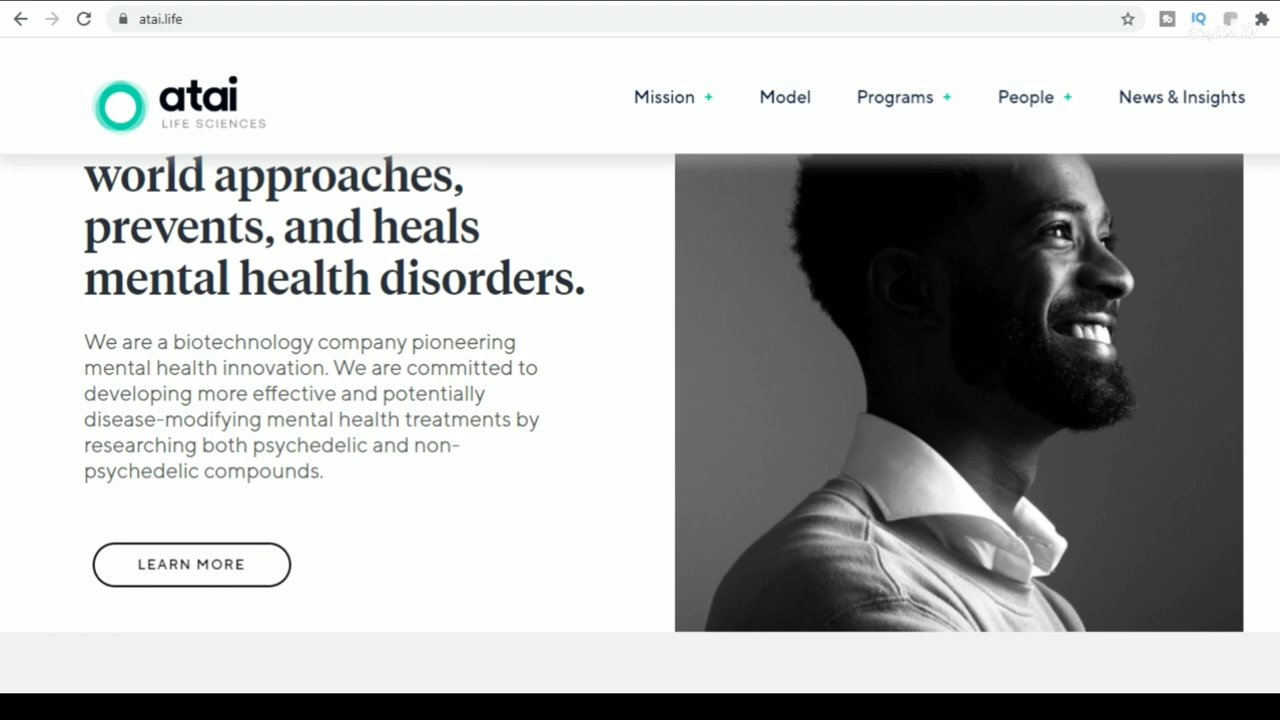 atai.life
IQ
atai
LIFE SCIENCES
Mission +
Model
Programs +
People +
News & Insights
world approaches,
prevents, and heals
mental health disorders.
We are a biotechnology company pioneering
mental health innovation. We are committed to
developing more effective and potentially
disease-modifying mental health treatments by
researching both psychedelic and non-
psychedelic compounds.
LEARN MORE